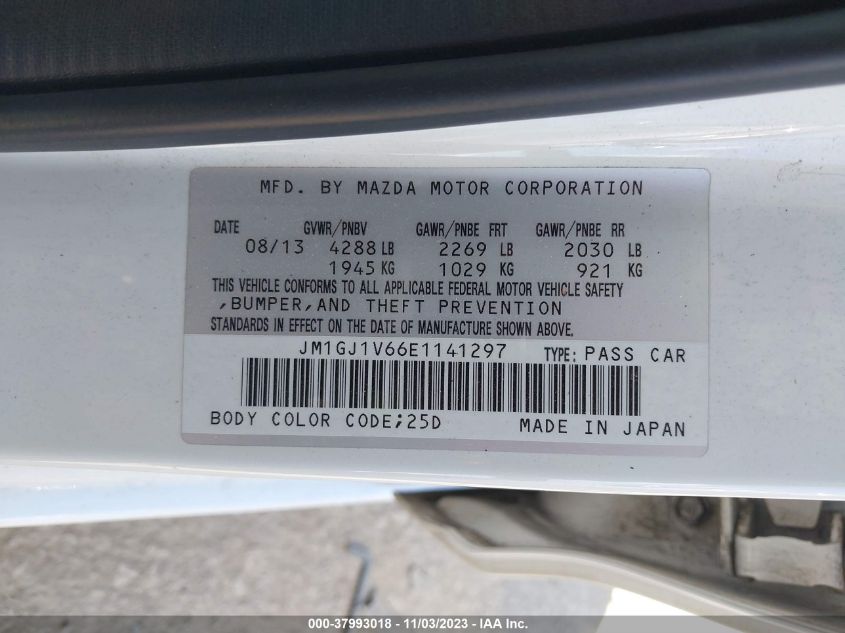 MFD. BY MAZDA MOTOR CORPORATION
DATE GVWR/PNBV GAWR/PNBE FRT GAWR/PNBE RR
08/13 4288 LB 2269 LB 2030 LB
1945 KG 1029 KG 921 KG
THIS VEHICLE CONFORMS TO ALL APPLICABLE FEDERAL MOTOR VEHICLE SAFETY
,BUMPER,AND THEFT PREVENTION
STANDARDS IN EFFECT ON THE DATE OF MANUFACTURE SHOWN ABOVE.
JM1GJ1V66E1141297 TYPE: PASS CAR
BODY COLOR CODE;25D MADE IN JAPAN
000-37993018 - 11/03/2023 - IAA Inc.